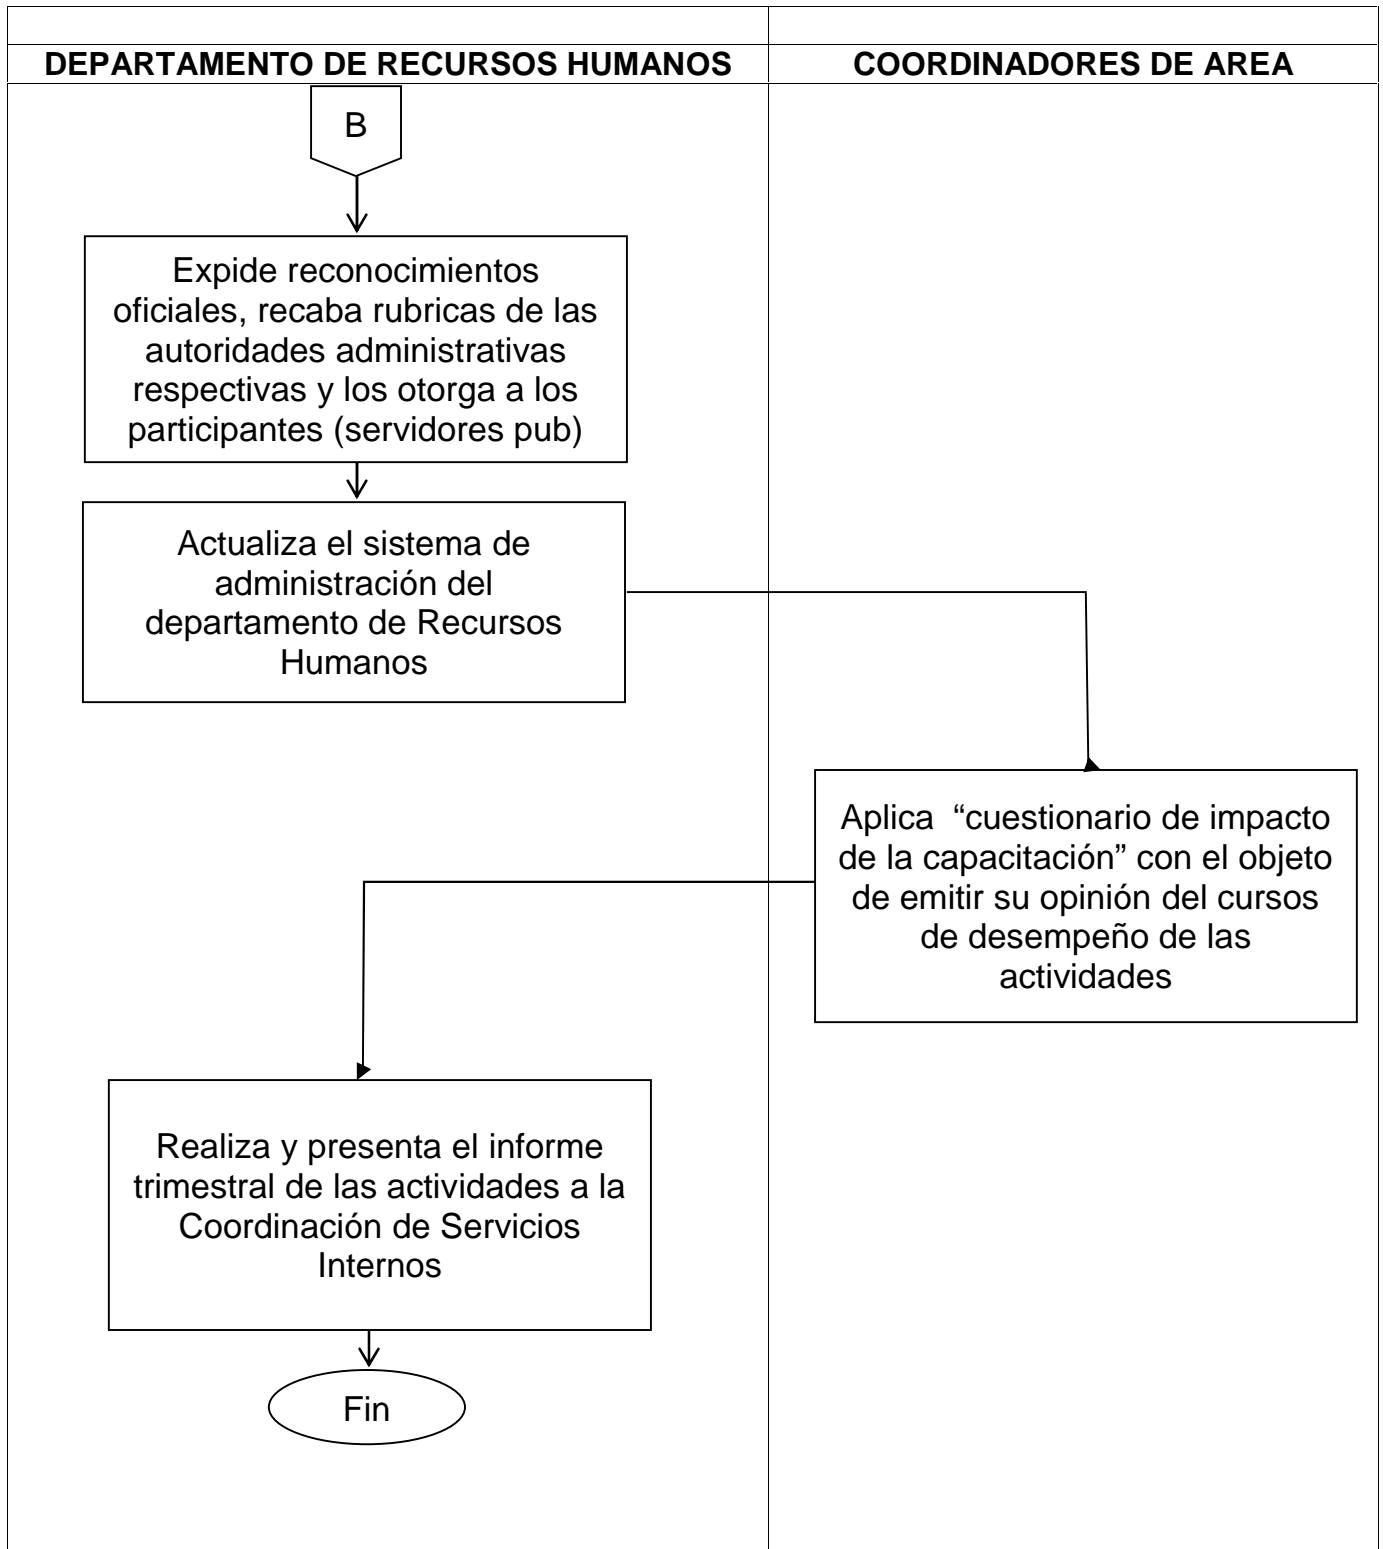 DEPARTAMENTO DE RECURSOS HUMANOS
COORDINADORES DE AREA
B
Expide reconocimientos
oficiales, recaba rubricas de las
autoridades administrativas
respectivas y los otorga a los
participantes (servidores pub)
Actualiza el sistema de
administración del
departamento de Recursos
Humanos
Aplica “cuestionario de impacto
de la capacitación” con el objeto
de emitir su opinión del cursos
de desempeño de las
actividades
Realiza y presenta el informe
trimestral de las actividades a la
Coordinación de Servicios
Internos
Fin